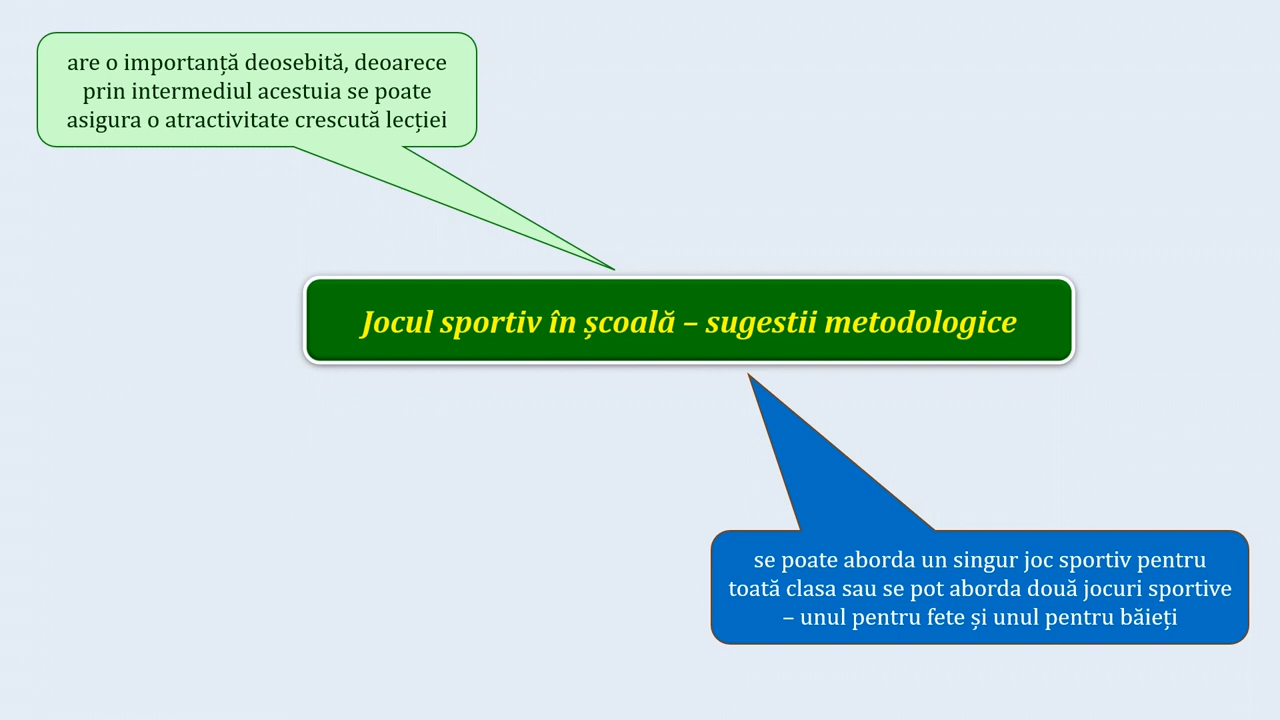 are o importanță deosebită, deoarece
prin intermediul acestuia se poate
asigura o atractivitate crescută lecției
Jocul sportiv în școală – sugestii metodologice
se poate aborda un singur joc sportiv pentru
toată clasa sau se pot aborda două jocuri sportive
– unul pentru fete și unul pentru băieți